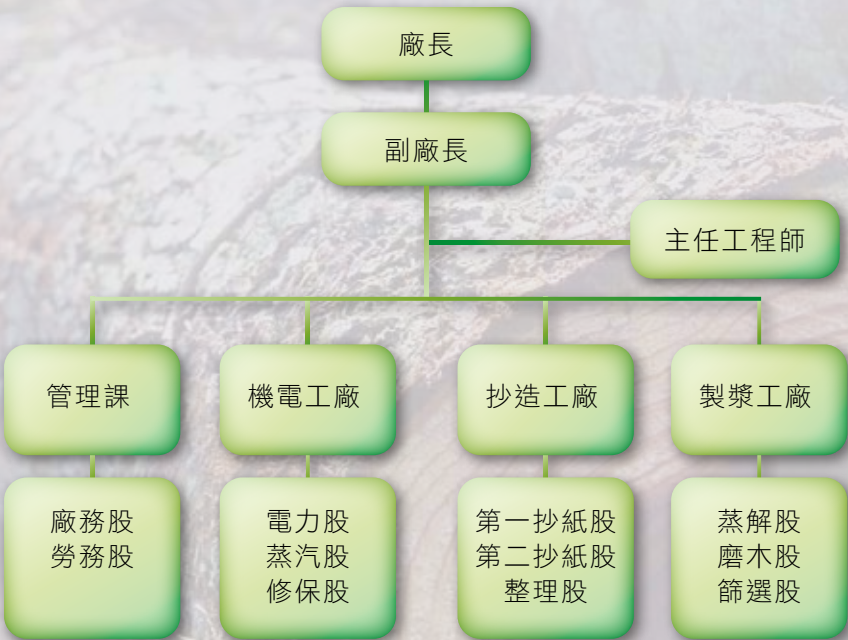 廠長
副廠長
主任工程師
管理課
機電工廠
抄造工廠
製漿工廠
廠務股
勞務股
電力股
蒸汽股
修保股
第一抄紙股
第二抄紙股
整理股
蒸解股
磨木股
篩選股